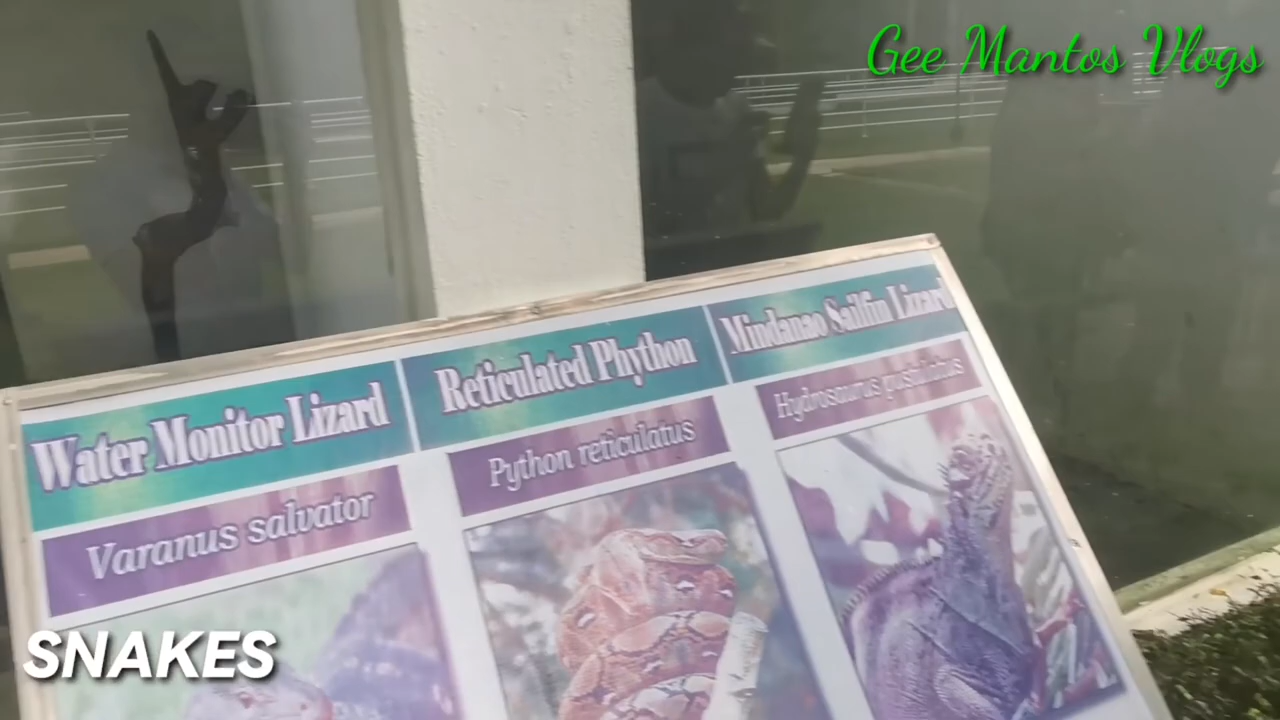 Gee Mantos Vlogs
Water Monitor Lizard
Varanus salvator
Reticulated Phython
Python reticulatus
Mindanao Sailfin Lizard
Hydrosaurus pustulatus
SNAKES